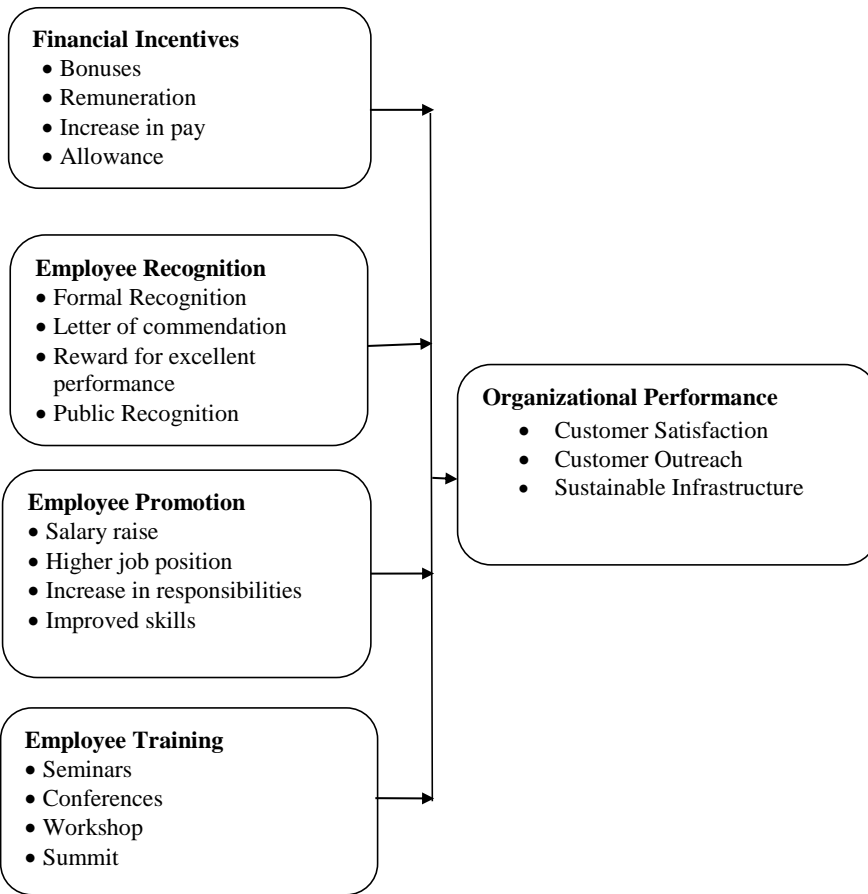 Financial Incentives
• Bonuses
• Remuneration
• Increase in pay
• Allowance
Employee Recognition
• Formal Recognition
• Letter of commendation
• Reward for excellent
performance
• Public Recognition
Employee Promotion
• Salary raise
• Higher job position
• Increase in responsibilities
• Improved skills
Employee Training
• Seminars
• Conferences
• Workshop
• Summit
Organizational Performance
• Customer Satisfaction
• Customer Outreach
• Sustainable Infrastructure